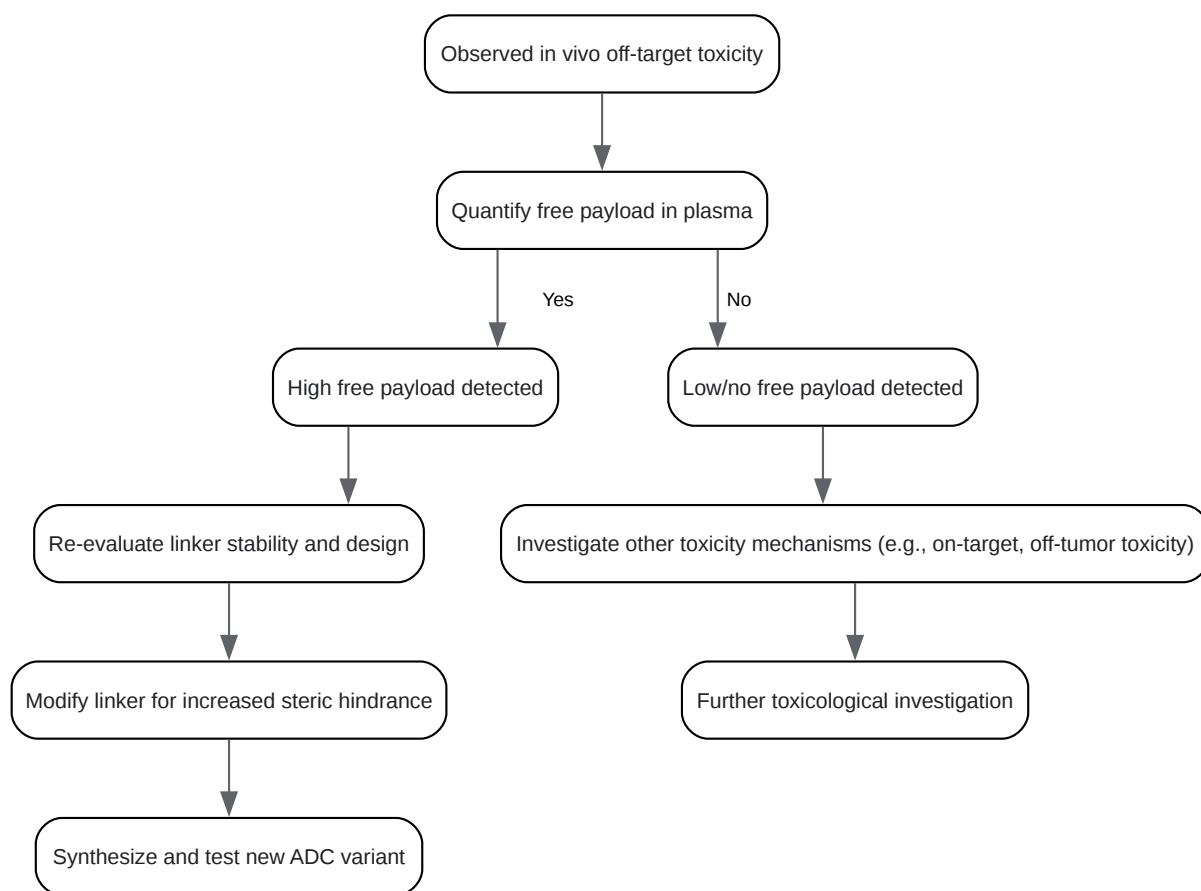 Observed in vivo off-target toxicity
Quantify free payload in plasma
Yes
No
High free payload detected
Low/no free payload detected
Re-evaluate linker stability and design
Investigate other toxicity mechanisms (e.g., on-target, off-tumor toxicity)
Modify linker for increased steric hindrance
Further toxicological investigation
Synthesize and test new ADC variant